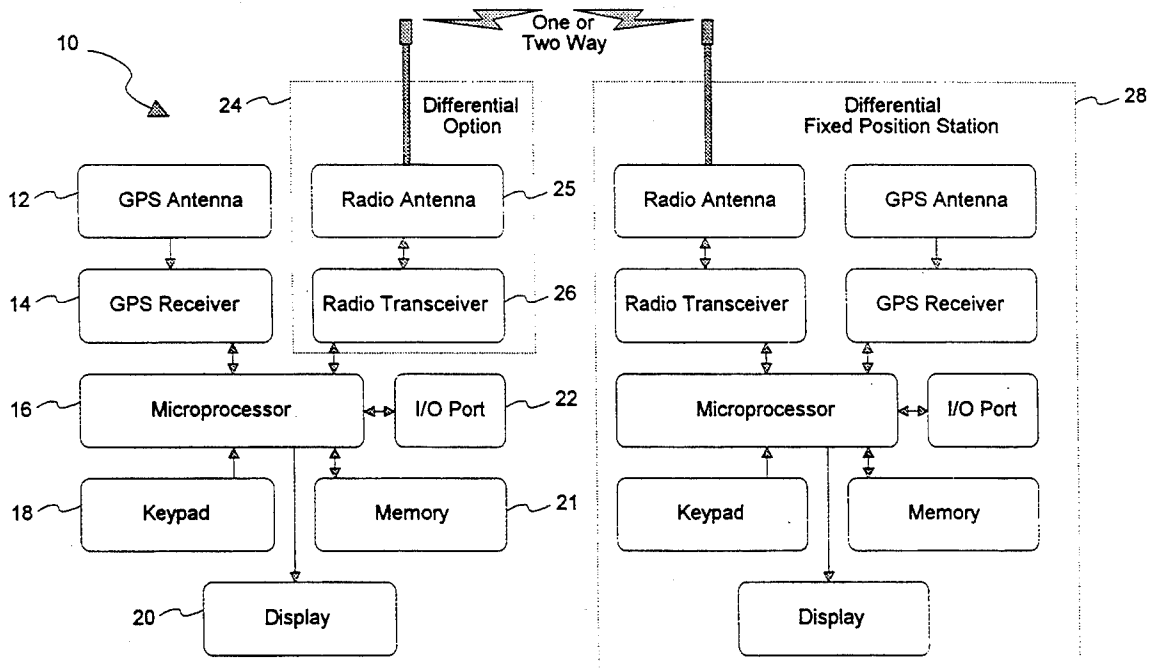 One or
Two Way
10
24
Differential
Option
Differential
Fixed Position Station
28
12
GPS Antenna
Radio Antenna
25
Radio Antenna
GPS Antenna
14
GPS Receiver
Radio Transceiver
26
Radio Transceiver
GPS Receiver
16
Microprocessor
I/O Port
22
Microprocessor
I/O Port
18
Keypad
Memory
21
Keypad
Memory
20
Display
Display